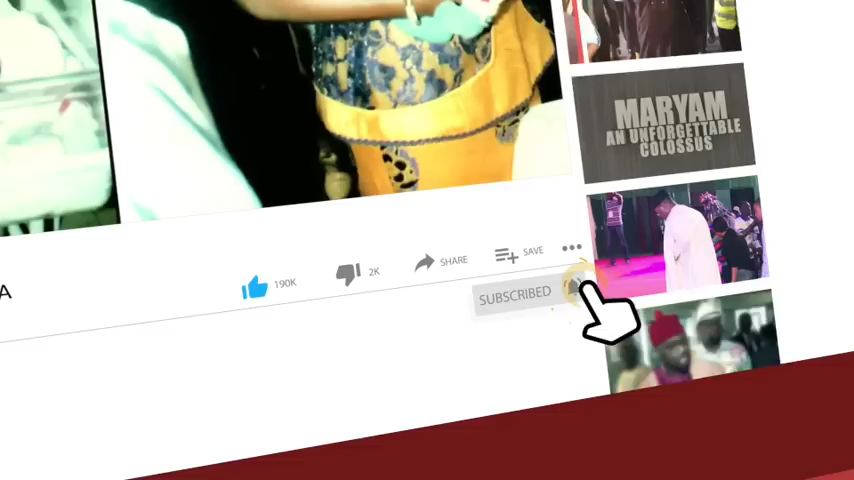 MARYAM
AN UNFORGETTABLE
COLOSSUS
A
190K
2K
SHARE
SAVE
SUBSCRIBED